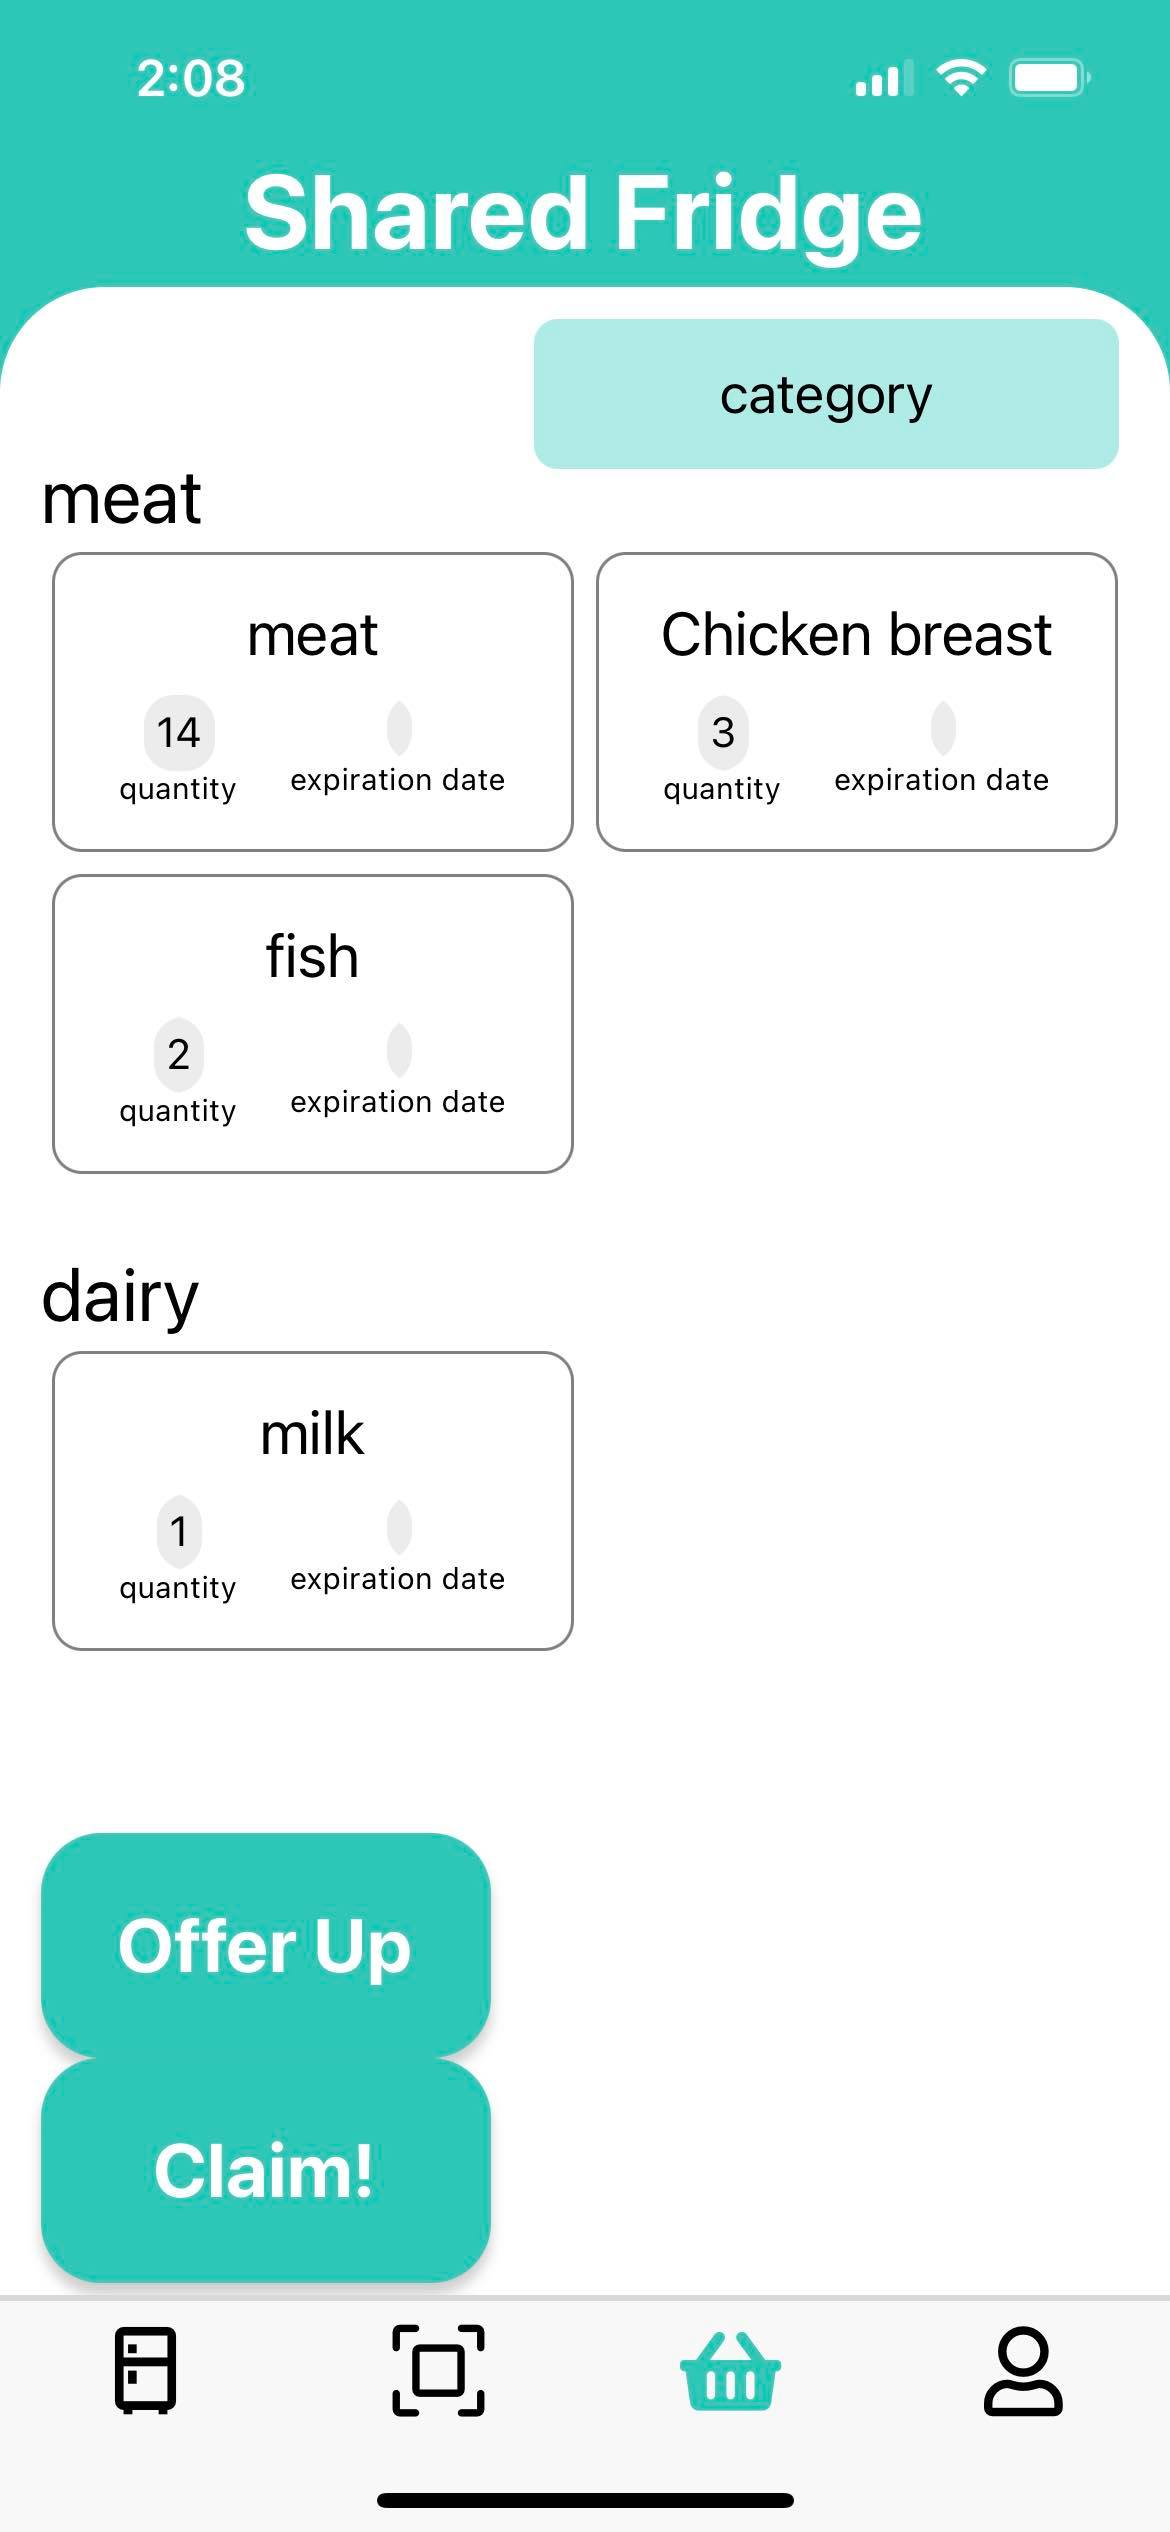 2:08
Shared Fridge
category
meat
meat
14
quantity
expiration date
Chicken breast
3
quantity
expiration date
fish
2
quantity
expiration date
dairy
milk
1
quantity
expiration date
Offer Up
Claim!